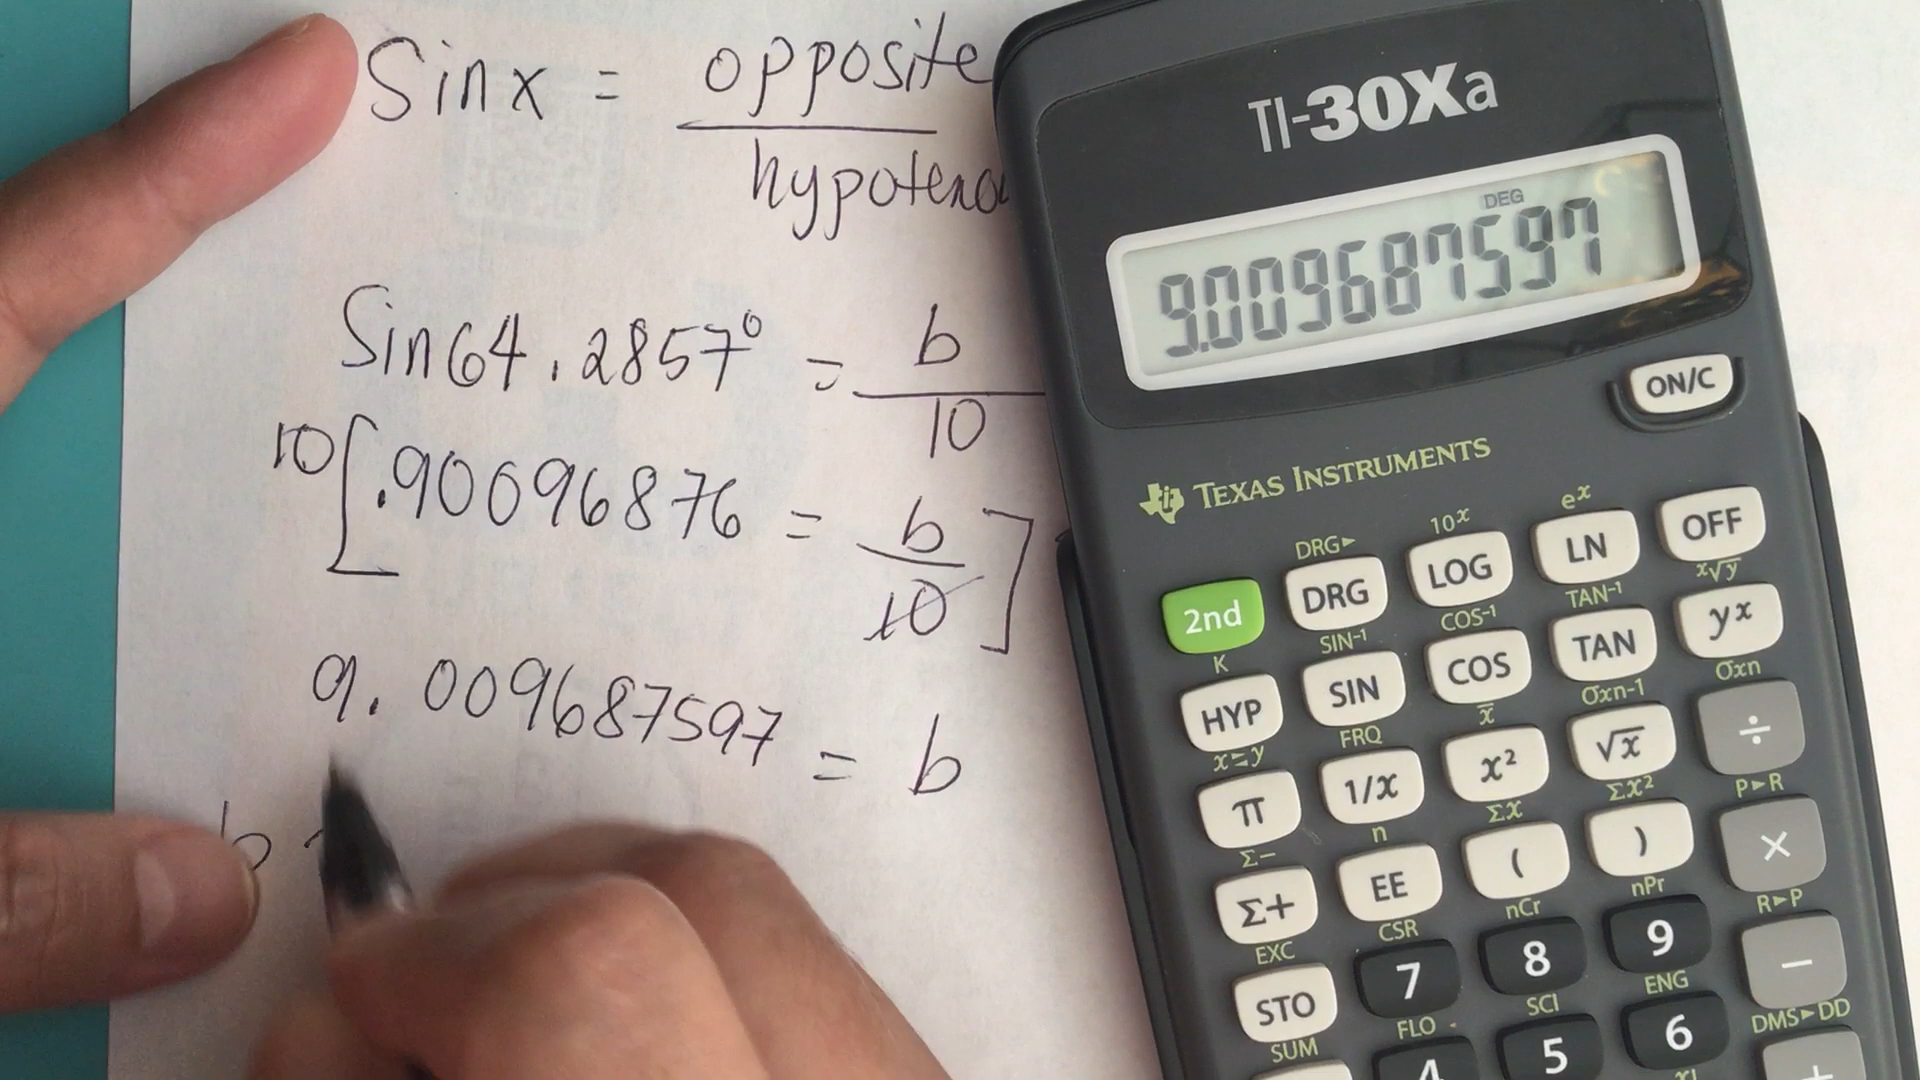 Sin x = opposite
hypotenu
Sin 64.2857° = b
10
10 [ .90096876 = b
10 ]
9.009687597 = b
b
TI-30Xa
DEG
9.009687597
ON/C
TEXAS INSTRUMENTS
DRG► 10ˣ eˣ
2nd DRG LOG LN OFF
SIN⁻¹ COS⁻¹ TAN⁻¹ ˣ√y
K
HYP SIN COS TAN yˣ
x⇄y FRQ x̄ σxn-1 σxn
π 1/x x² √x ÷
Σ− n Σx Σx² P►R
Σ+ EE ( ) ×
EXC CSR nCr nPr R►P
STO 7 8 9 −
SUM FLO SCI ENG DMS►DD
4 5 6 +